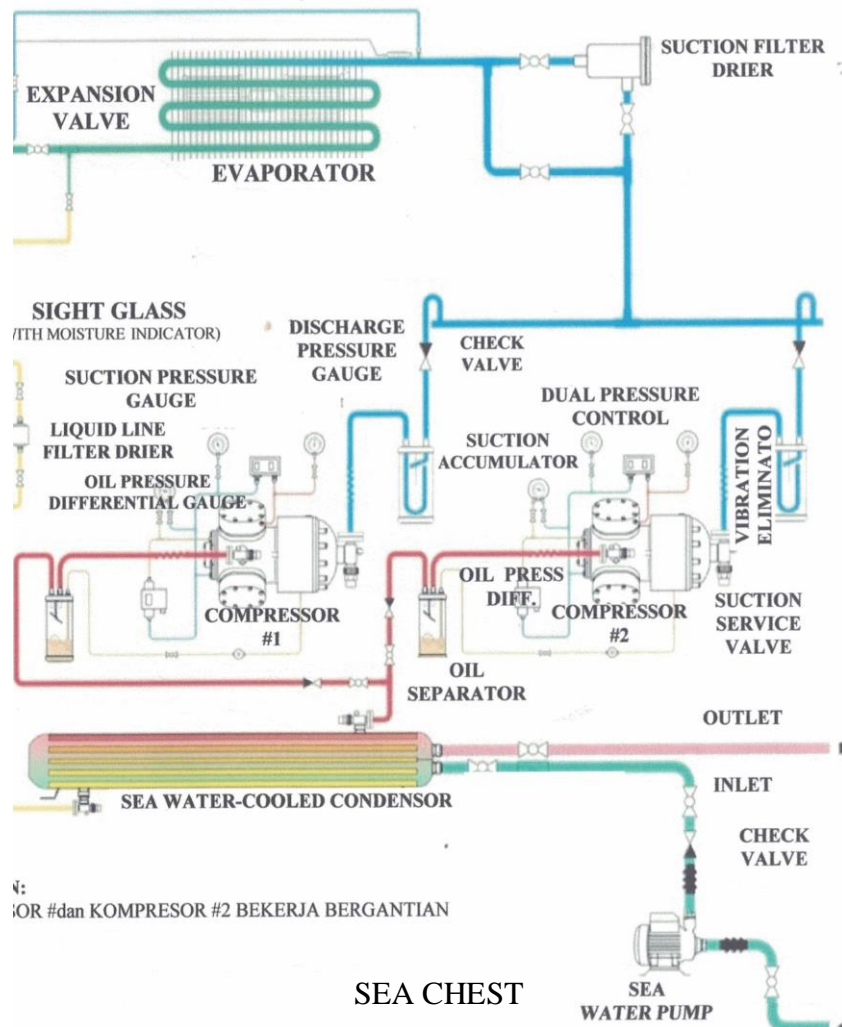 SUCTION FILTER
DRIER
EXPANSION
VALVE
EVAPORATOR
SIGHT GLASS
WITH MOISTURE INDICATOR)
DISCHARGE
PRESSURE
GAUGE
CHECK
VALVE
SUCTION PRESSURE
GAUGE
DUAL PRESSURE
CONTROL
LIQUID LINE
FILTER DRIER
SUCTION
ACCUMULATOR
OIL PRESSURE
DIFFERENTIAL GAUGE
VIBRATION
ELIMINATO
COMPRESSOR
#1
OIL PRESS
DIFF.
COMPRESSOR
#2
SUCTION
SERVICE
VALVE
OIL
SEPARATOR
OUTLET
INLET
SEA WATER-COOLED CONDENSOR
CHECK
VALVE
N:
SOR #dan KOMPRESOR #2 BEKERJA BERGANTIAN
SEA
WATER PUMP
SEA CHEST